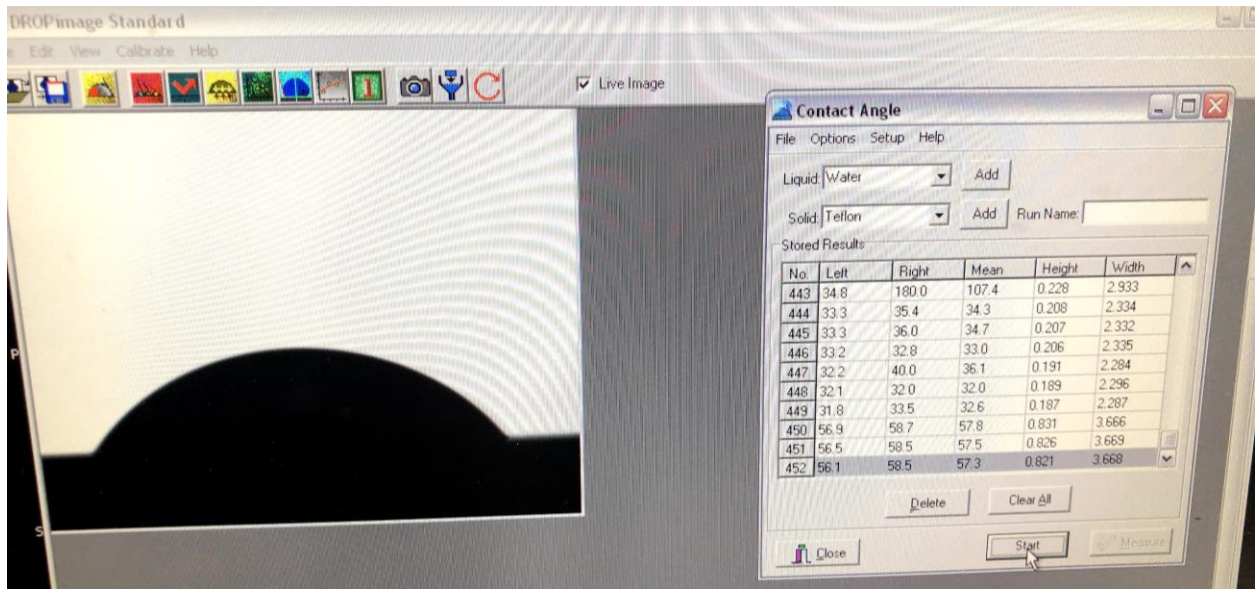 DROPimage Standard
Edit View Calibrate Help
1
Live Image
Contact Angle
File Options Setup Help
Liquid: Water Add
Solid: Teflon Add Run Name:
Stored Results
No. Left Right Mean Height Width
443 34.8 180.0 107.4 0.228 2.933
444 33.3 35.4 34.3 0.208 2.334
445 33.3 36.0 34.7 0.207 2.332
446 33.2 32.8 33.0 0.206 2.335
447 32.2 40.0 36.1 0.191 2.284
448 32.1 32.0 32.0 0.189 2.296
449 31.8 33.5 32.6 0.187 2.287
450 56.9 58.7 57.8 0.831 3.666
451 56.5 58.5 57.5 0.826 3.669
452 56.1 58.5 57.3 0.821 3.668
Delete Clear All
Close Start Measure
P
S